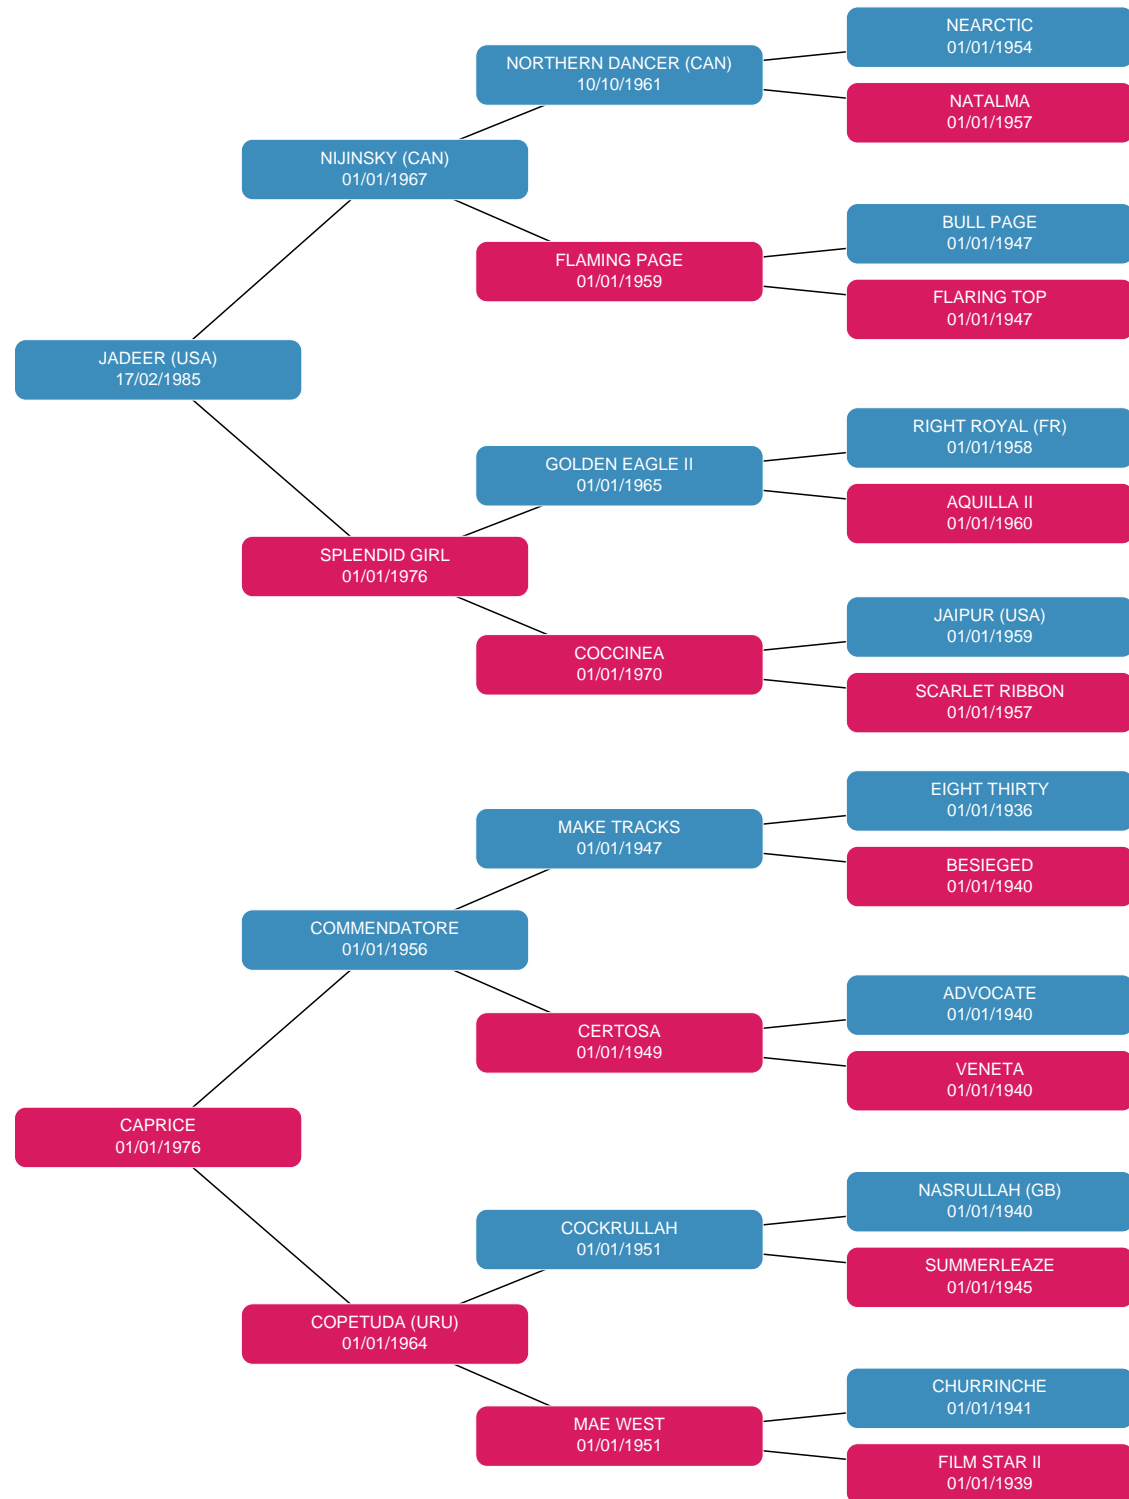 NEARCTIC
01/01/1954
NORTHERN DANCER (CAN)
10/10/1961
NATALMA
01/01/1957
NIJINSKY (CAN)
01/01/1967
BULL PAGE
01/01/1947
FLAMING PAGE
01/01/1959
FLARING TOP
01/01/1947
JADEER (USA)
17/02/1985
RIGHT ROYAL (FR)
01/01/1958
GOLDEN EAGLE II
01/01/1965
AQUILLA II
01/01/1960
SPLENDID GIRL
01/01/1976
JAIPUR (USA)
01/01/1959
COCCINEA
01/01/1970
SCARLET RIBBON
01/01/1957
EIGHT THIRTY
01/01/1936
MAKE TRACKS
01/01/1947
BESIEGED
01/01/1940
COMMENDATORE
01/01/1956
ADVOCATE
01/01/1940
CERTOSA
01/01/1949
VENETA
01/01/1940
CAPRICE
01/01/1976
NASRULLAH (GB)
01/01/1940
COCKRULLAH
01/01/1951
SUMMERLEAZE
01/01/1945
COPETUDA (URU)
01/01/1964
CHURRINCHE
01/01/1941
MAE WEST
01/01/1951
FILM STAR II
01/01/1939